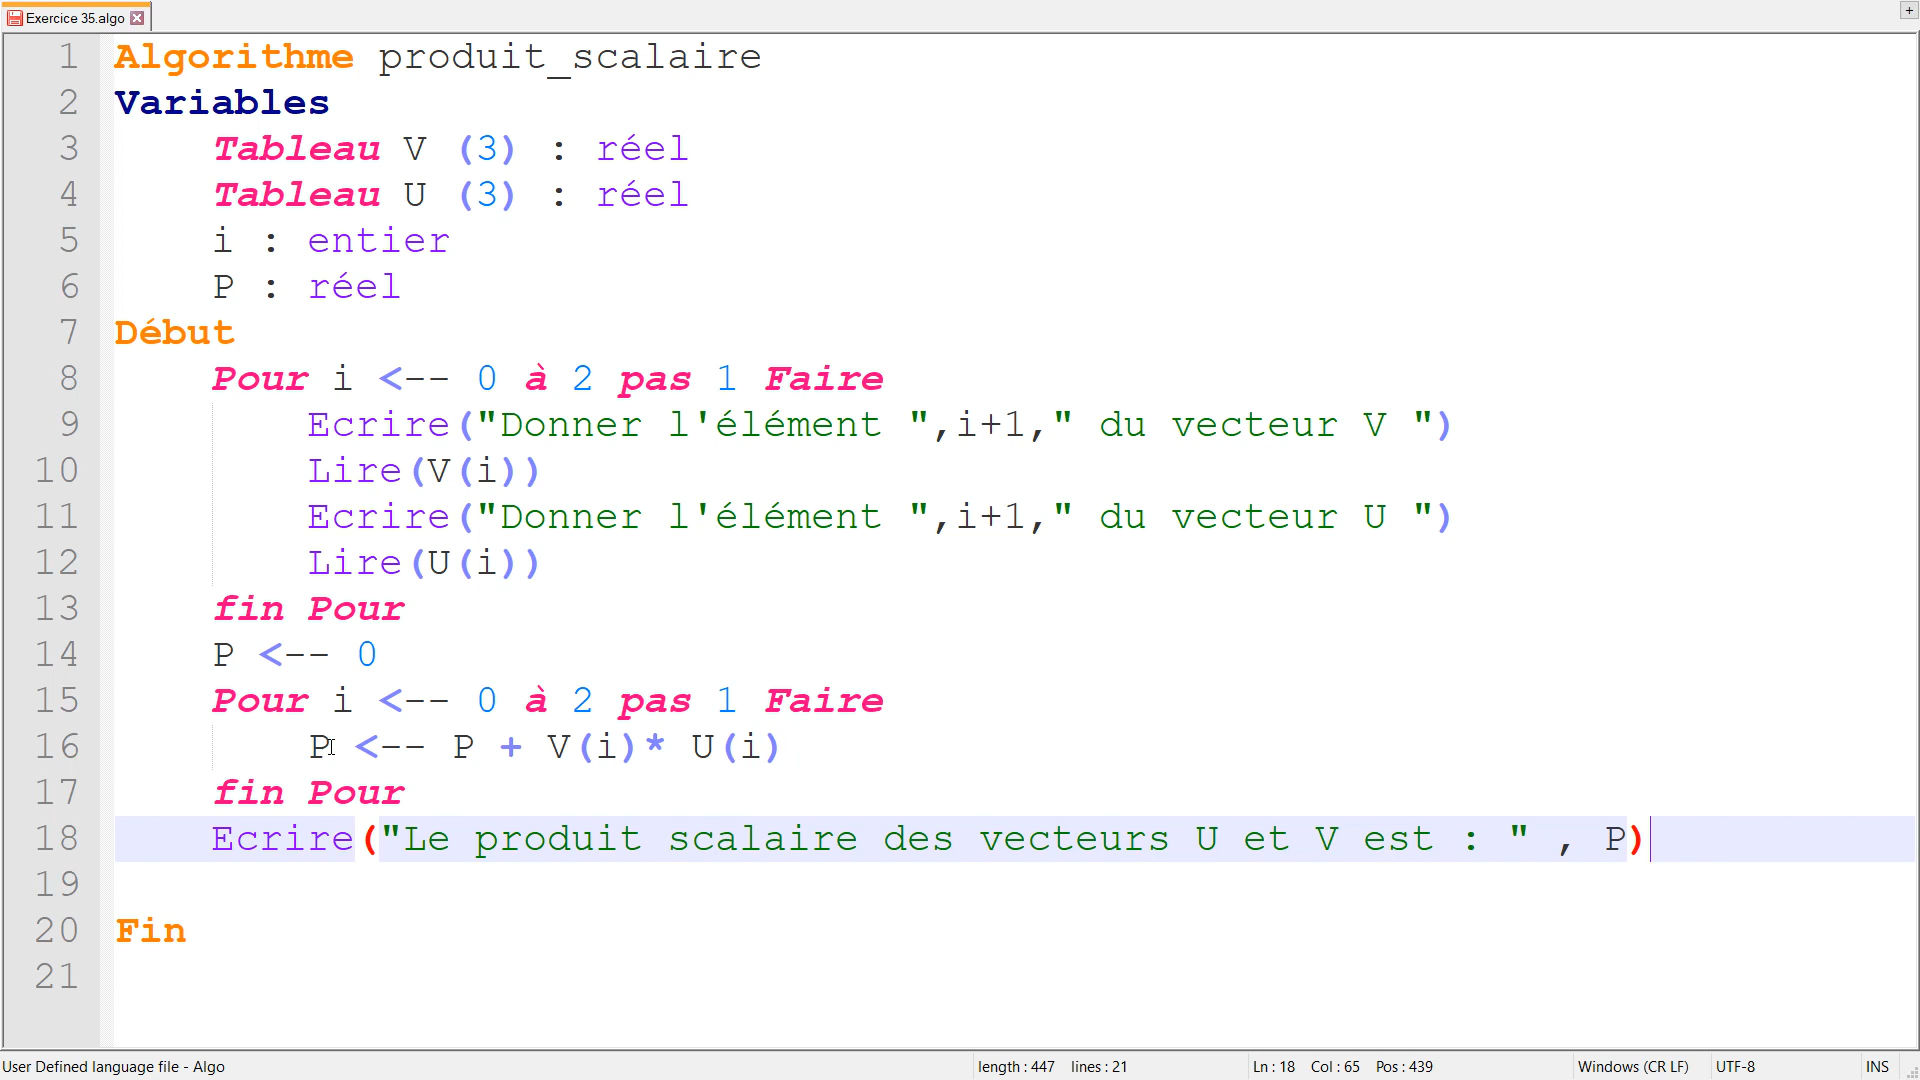 Exercice 35.algo
+
1 Algorithme produit_scalaire
2 Variables
3 Tableau V (3) : réel
4 Tableau U (3) : réel
5 i : entier
6 P : réel
7 Début
8 Pour i <-- 0 à 2 pas 1 Faire
9 Ecrire("Donner l'élément ",i+1," du vecteur V ")
10 Lire(V(i))
11 Ecrire("Donner l'élément ",i+1," du vecteur U ")
12 Lire(U(i))
13 fin Pour
14 P <-- 0
15 Pour i <-- 0 à 2 pas 1 Faire
16 P <-- P + V(i)* U(i)
17 fin Pour
18 Ecrire("Le produit scalaire des vecteurs U et V est : " , P)
19
20 Fin
21
User Defined language file - Algo length : 447 lines : 21 Ln : 18 Col : 65 Pos : 439 Windows (CR LF) UTF-8 INS